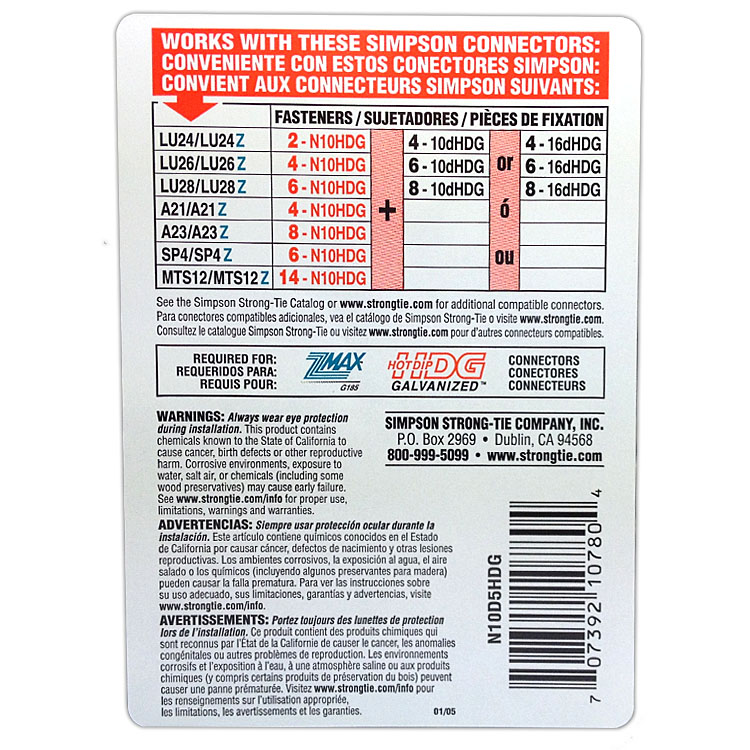 WORKS WITH THESE SIMPSON CONNECTORS:
CONVENIENTE CON ESTOS CONECTORES SIMPSON:
CONVIENT AUX CONNECTEURS SIMPSON SUIVANTS:
FASTENERS / SUJETADORES / PIÈCES DE FIXATION
LU24/LU24Z 2 - N10HDG 4 - 10dHDG 4 - 16dHDG
LU26/LU26Z 4 - N10HDG 6 - 10dHDG or 6 - 16dHDG
LU28/LU28Z 6 - N10HDG 8 - 10dHDG 8 - 16dHDG
A21/A21Z 4 - N10HDG + ó
A23/A23Z 8 - N10HDG
SP4/SP4Z 6 - N10HDG ou
MTS12/MTS12Z 14 - N10HDG
See the Simpson Strong-Tie Catalog or www.strongtie.com for additional compatible connectors.
Para conectores compatibles adicionales, vea el catálogo de Simpson Strong-Tie o visite www.strongtie.com.
Consultez le catalogue Simpson Strong-Tie ou visitez www.strongtie.com pour d'autres connecteurs compatibles.
REQUIRED FOR:
REQUERIDOS PARA:
REQUIS POUR:
ZMAX
G185
HOT DIP HDG
GALVANIZED™
CONNECTORS
CONECTORES
CONNECTEURS
WARNINGS: Always wear eye protection
during installation. This product contains
chemicals known to the State of California to
cause cancer, birth defects or other reproductive
harm. Corrosive environments, exposure to
water, salt air, or chemicals (including some
wood preservatives) may cause early failure.
See www.strongtie.com/info for proper use,
limitations, warnings and warranties.
SIMPSON STRONG-TIE COMPANY, INC.
P.O. Box 2969 • Dublin, CA 94568
800-999-5099 • www.strongtie.com
ADVERTENCIAS: Siempre usar protección ocular durante la
instalación. Este artículo contiene químicos conocidos en el Estado
de California por causar cáncer, defectos de nacimiento y otras lesiones
reproductivas. Los ambientes corrosivos, la exposición al agua, el aire
salado o los químicos (incluyendo algunos preservantes para madera)
pueden causar la falla prematura. Para ver las instrucciones sobre
su uso adecuado, sus limitaciones, garantías y advertencias, visite
www.strongtie.com/info.
AVERTISSEMENTS: Portez toujours des lunettes de protection
lors de l'installation. Ce produit contient des produits chimiques qui
sont reconnus par l'État de la Californie de causer le cancer, les anomalies
congénitales ou autres problèmes de reproduction. Les environnements
corrosifs et l'exposition à l'eau, à une atmosphère saline ou aux produits
chimiques (y compris certains produits de préservation du bois) peuvent
causer une panne prématurée. Visitez www.strongtie.com/info pour
les renseignements sur l'utilisation appropriée,
les limitations, les avertissements et les garanties.
01/05
N10D5HDG
7 07392 10780 4